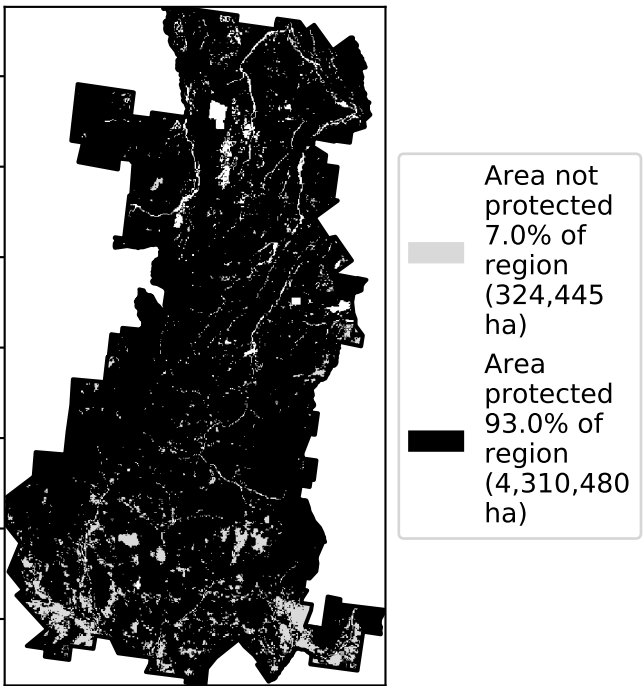 Area not
protected
7.0% of
region
(324,445
ha)
Area
protected
93.0% of
region
(4,310,480
ha)